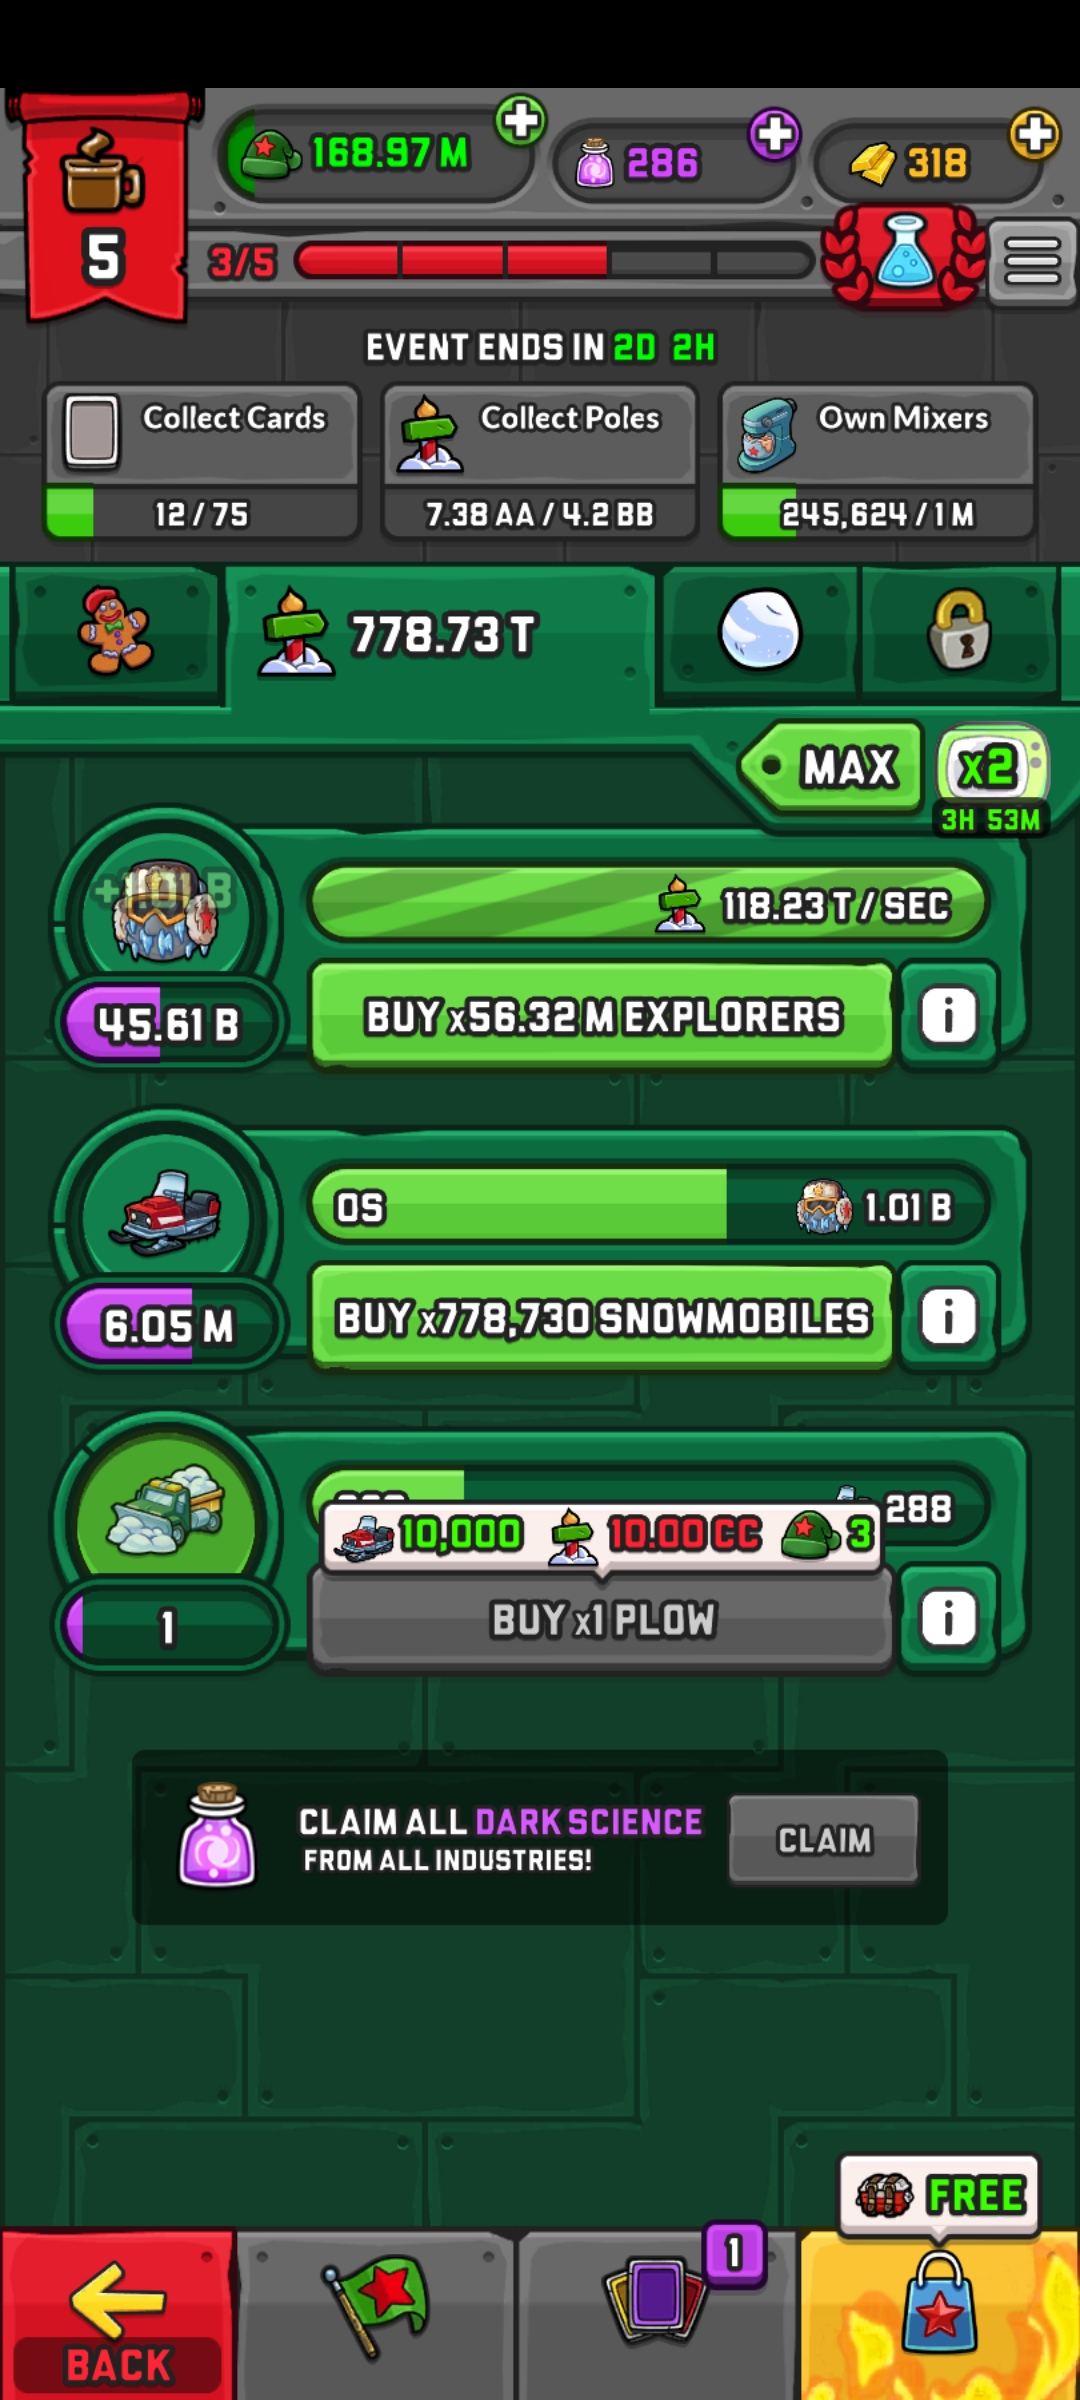 168.97 M
286
318
5
3/5
EVENT ENDS IN 2D 2H
Collect Cards
12 / 75
Collect Poles
7.38 AA / 4.2 BB
Own Mixers
245,624 / 1 M
778.73 T
MAX
x2
3H 53M
+1.01 B
118.23 T / SEC
45.61 B
BUY x56.32 M EXPLORERS
i
0S
1.01 B
6.05 M
BUY x778,730 SNOWMOBILES
i
288
10,000
10.00 CC
3
1
BUY x1 PLOW
i
CLAIM ALL DARK SCIENCE
FROM ALL INDUSTRIES!
CLAIM
FREE
1
BACK